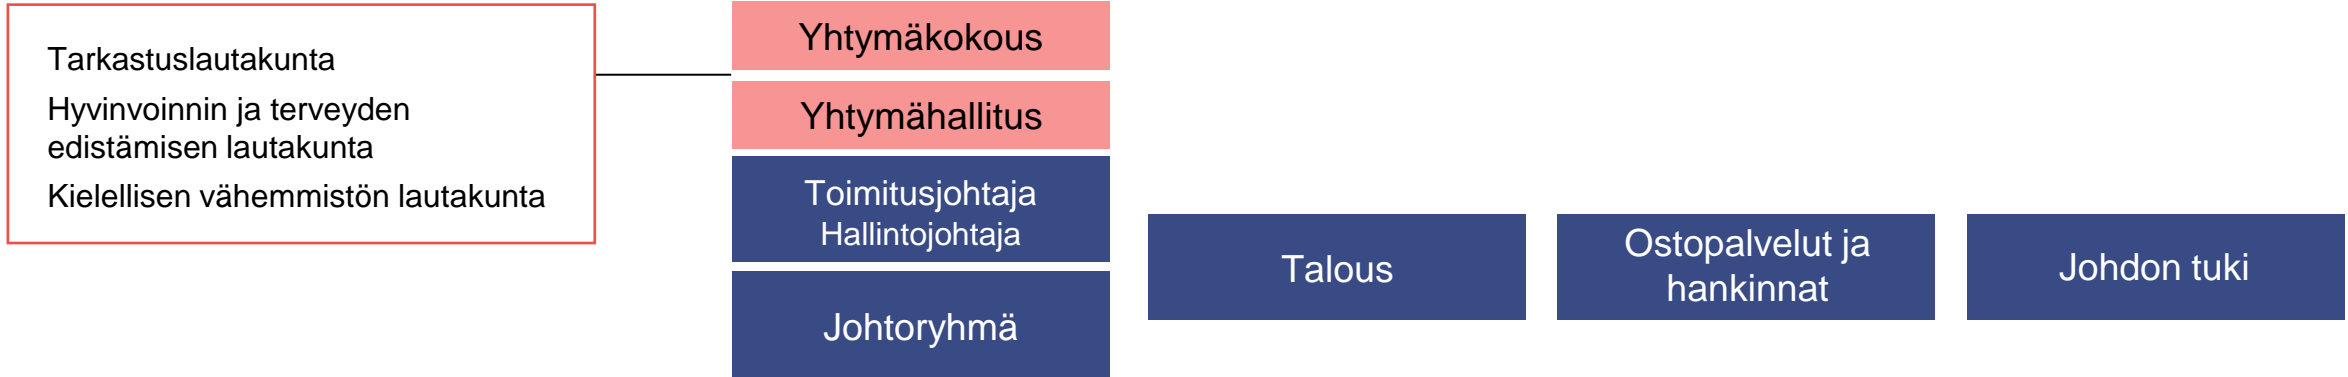 Tarkastuslautakunta
Hyvinvoinnin ja terveyden
edistämisen lautakunta
Kielellisen vähemmistön lautakunta
Yhtymäkokous
Yhtymähallitus
Toimitusjohtaja
Hallintojohtaja
Johtoryhmä
Talous
Ostopalvelut ja
hankinnat
Johdon tuki